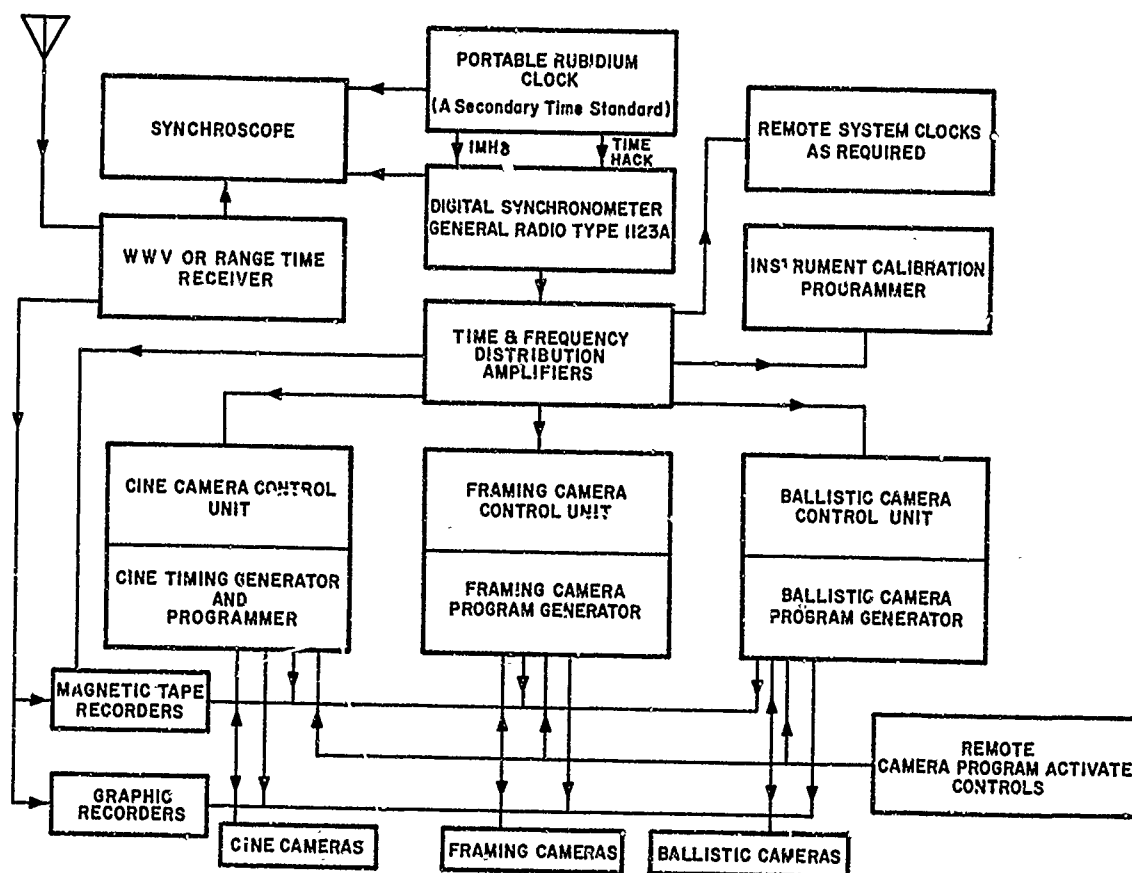 PORTABLE RUBIDIUM
CLOCK
(A Secondary Time Standard)
SYNCHROSCOPE
REMOTE SYSTEM CLOCKS
AS REQUIRED
1MHz
TIME
HACK
DIGITAL SYNCHRONOMETER
GENERAL RADIO TYPE 1123A
WWV OR RANGE TIME
RECEIVER
INSTRUMENT CALIBRATION
PROGRAMMER
TIME & FREQUENCY
DISTRIBUTION
AMPLIFIERS
CINE CAMERA CONTROL
UNIT
FRAMING CAMERA
CONTROL UNIT
BALLISTIC CAMERA
CONTROL UNIT
CINE TIMING GENERATOR
AND
PROGRAMMER
FRAMING CAMERA
PROGRAM GENERATOR
BALLISTIC CAMERA
PROGRAM GENERATOR
MAGNETIC TAPE
RECORDERS
REMOTE
CAMERA PROGRAM ACTIVATE
CONTROLS
GRAPHIC
RECORDERS
CINE CAMERAS
FRAMING CAMERAS
BALLISTIC CAMERAS